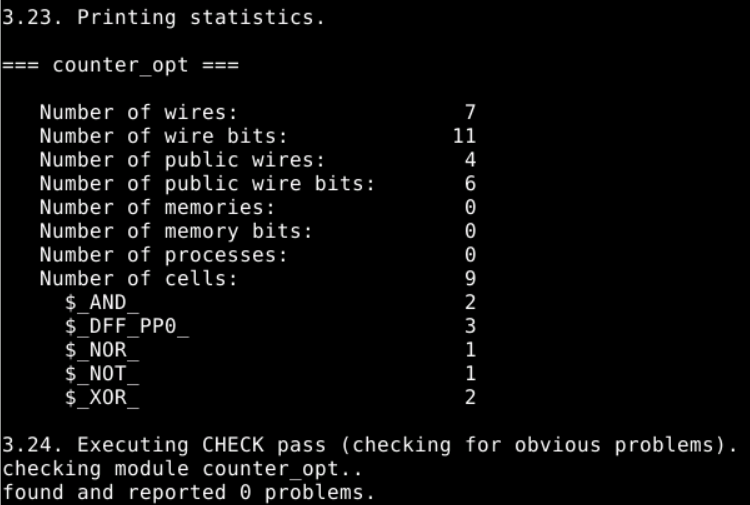 3.23. Printing statistics.
=== counter_opt ===
Number of wires: 7
Number of wire bits: 11
Number of public wires: 4
Number of public wire bits: 6
Number of memories: 0
Number of memory bits: 0
Number of processes: 0
Number of cells: 9
$_AND_ 2
$_DFF_PP0_ 3
$_NOR_ 1
$_NOT_ 1
$_XOR_ 2
3.24. Executing CHECK pass (checking for obvious problems).
checking module counter_opt..
found and reported 0 problems.